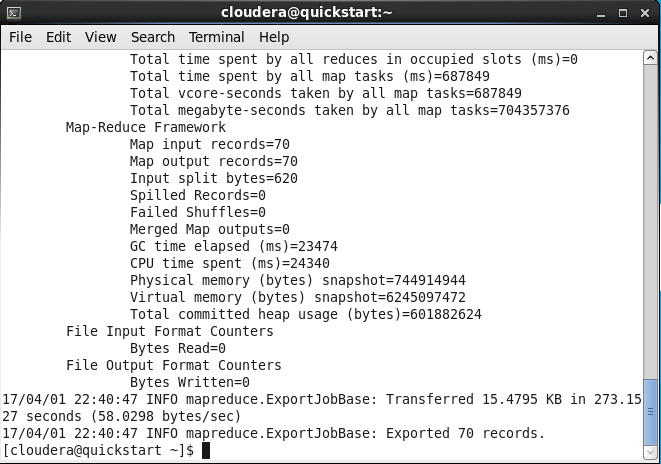 cloudera@quickstart:~
File Edit View Search Terminal Help
Total time spent by all reduces in occupied slots (ms)=0
Total time spent by all map tasks (ms)=687849
Total vcore-seconds taken by all map tasks=687849
Total megabyte-seconds taken by all map tasks=704357376
Map-Reduce Framework
Map input records=70
Map output records=70
Input split bytes=620
Spilled Records=0
Failed Shuffles=0
Merged Map outputs=0
GC time elapsed (ms)=23474
CPU time spent (ms)=24340
Physical memory (bytes) snapshot=744914944
Virtual memory (bytes) snapshot=6245097472
Total committed heap usage (bytes)=601882624
File Input Format Counters
Bytes Read=0
File Output Format Counters
Bytes Written=0
17/04/01 22:40:47 INFO mapreduce.ExportJobBase: Transferred 15.4795 KB in 273.15
27 seconds (58.0298 bytes/sec)
17/04/01 22:40:47 INFO mapreduce.ExportJobBase: Exported 70 records.
[cloudera@quickstart ~]$